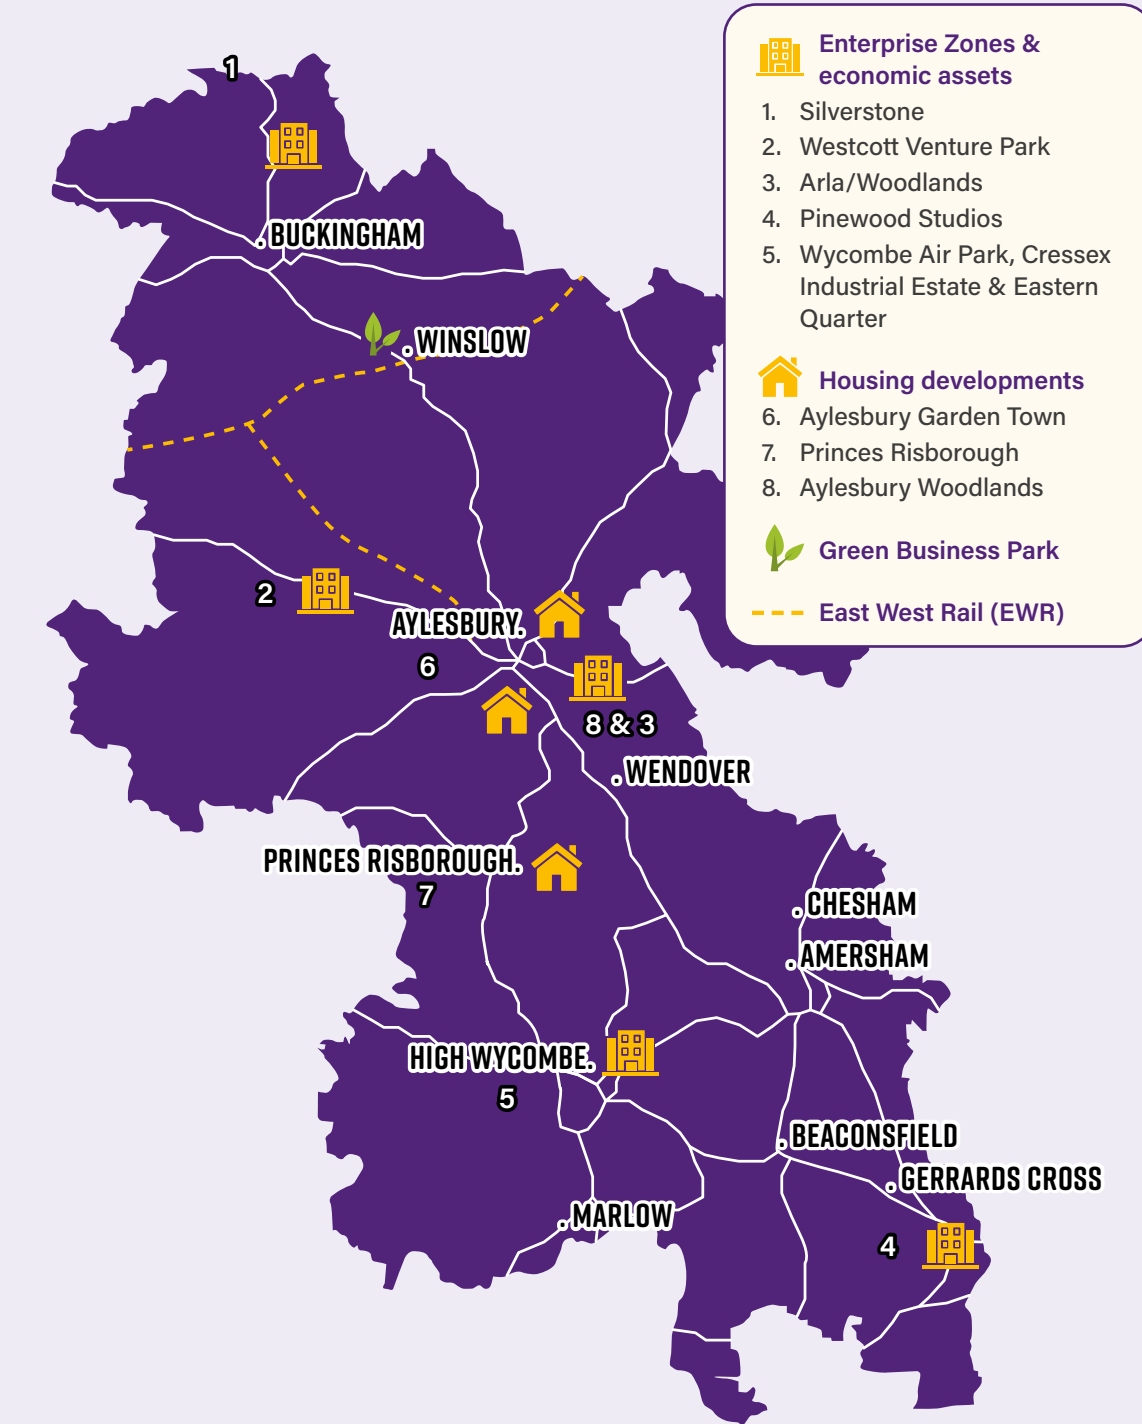 Enterprise Zones &
economic assets
1. Silverstone
2. Westcott Venture Park
3. Arla/Woodlands
4. Pinewood Studios
5. Wycombe Air Park, Cressex
Industrial Estate & Eastern
Quarter
Housing developments
6. Aylesbury Garden Town
7. Princes Risborough
8. Aylesbury Woodlands
Green Business Park
East West Rail (EWR)
1
. BUCKINGHAM
. WINSLOW
2
AYLESBURY.
6
8 & 3
. WENDOVER
PRINCES RISBOROUGH.
7
. CHESHAM
. AMERSHAM
HIGH WYCOMBE.
5
. BEACONSFIELD
. GERRARDS CROSS
. MARLOW
4